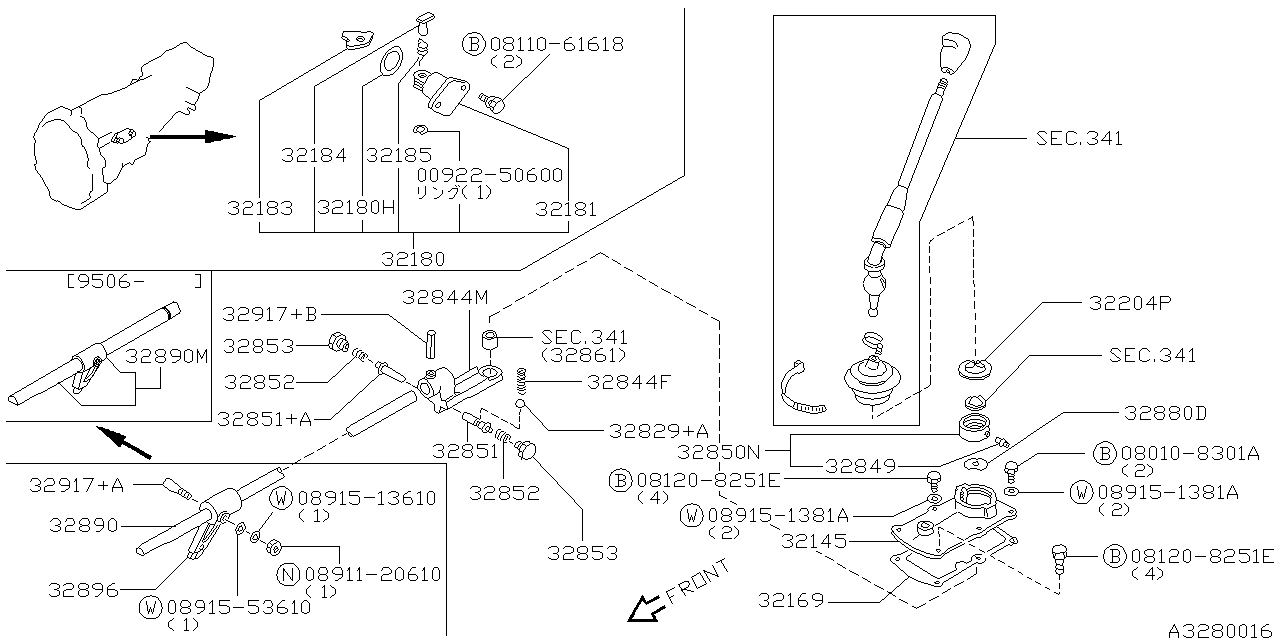 B 08110-61618
(2)
SEC.341
32184
32185
00922-50600
リング(1)
32183
32180H
32181
32180
[9506- ]
32890M
32844M
32917+B
32853
SEC.341
(32861)
32852
32844F
32851+A
32829+A
32851
32852
32853
32204P
SEC.341
32880D
32850N
32849
B 08010-8301A
(2)
B 08120-8251E
(4)
W 08915-1381A
(2)
W 08915-1381A
(2)
32145
B 08120-8251E
(4)
32169
32917+A
W 08915-13610
(1)
32890
N 08911-20610
(1)
32896
W 08915-53610
(1)
FRONT
A3280016